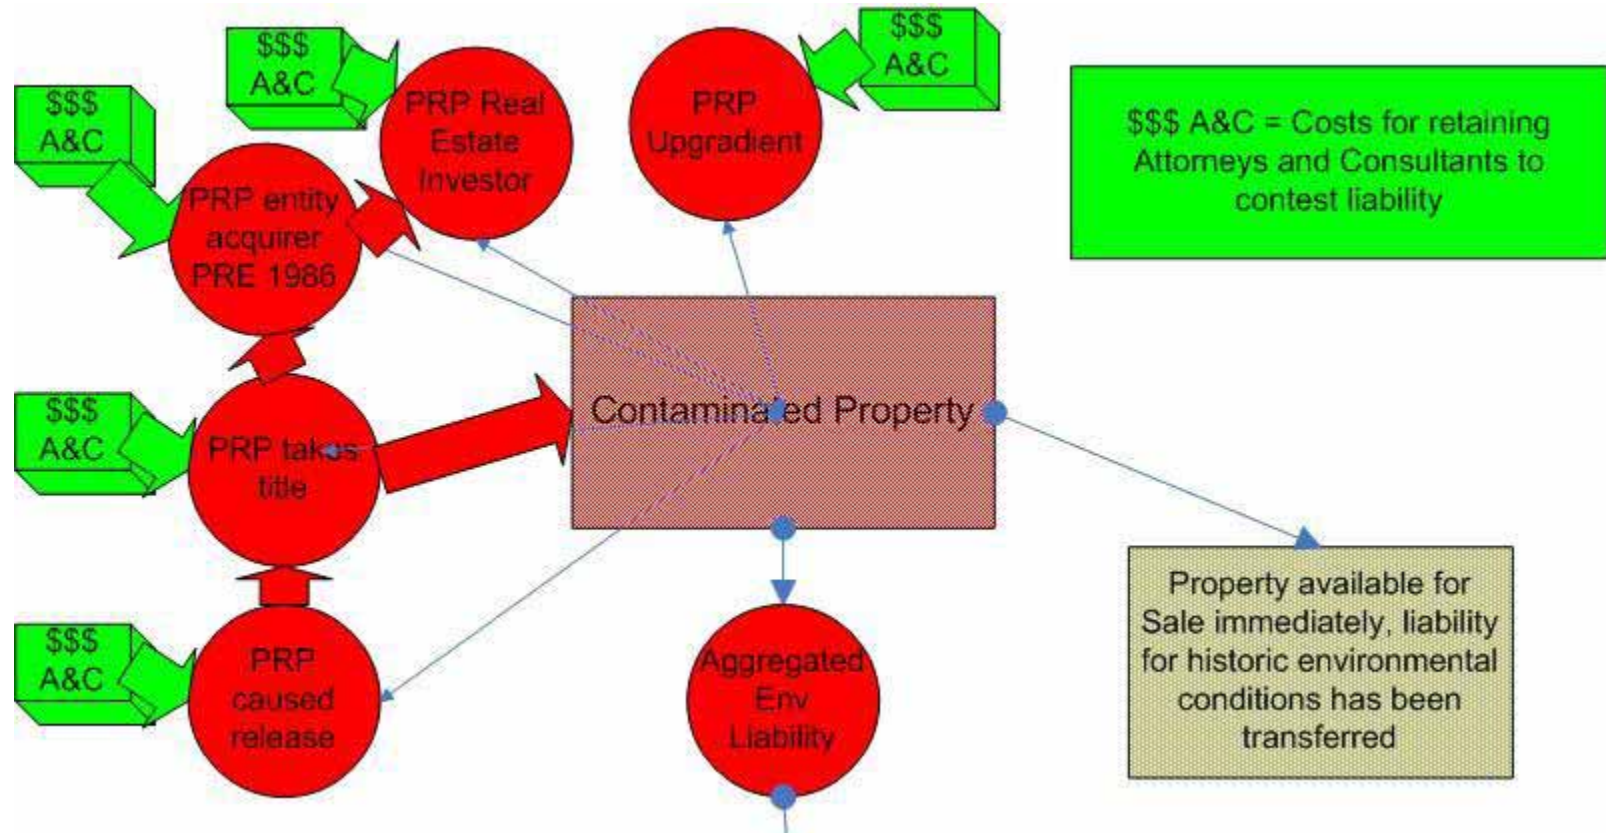 $$$
A&C
PRP Real
Estate
Investor
PRP
Upgradient
$$$
A&C
$$$ A&C = Costs for retaining
Attorneys and Consultants to
contest liability
$$$
A&C
PRP entity
acquirer
PRE 1986
Contaminated Property
$$$
A&C
PRP takes
title
$$$
A&C
PRP
caused
release
Aggregated
Env
Liability
Property available for
Sale immediately, liability
for historic environmental
conditions has been
transferred